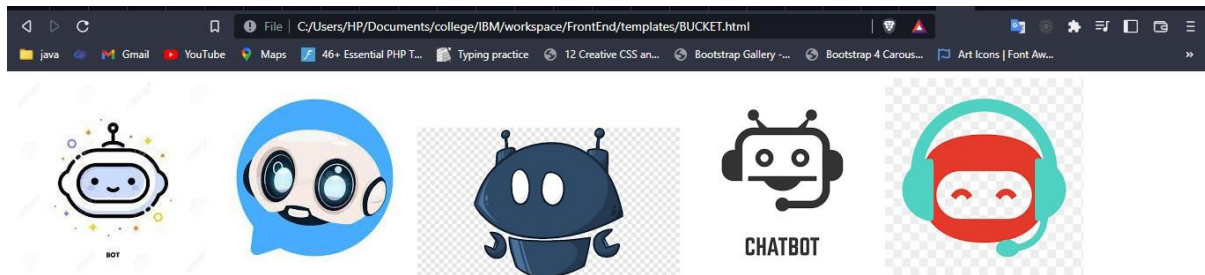 File C:/Users/HP/Documents/college/IBM/workspace/FrontEnd/templates/BUCKET.html
java Gmail YouTube Maps 46+ Essential PHP T... Typing practice 12 Creative CSS an... Bootstrap Gallery -... Bootstrap 4 Carous... Art Icons | Font Aw... »
BOT
CHATBOT